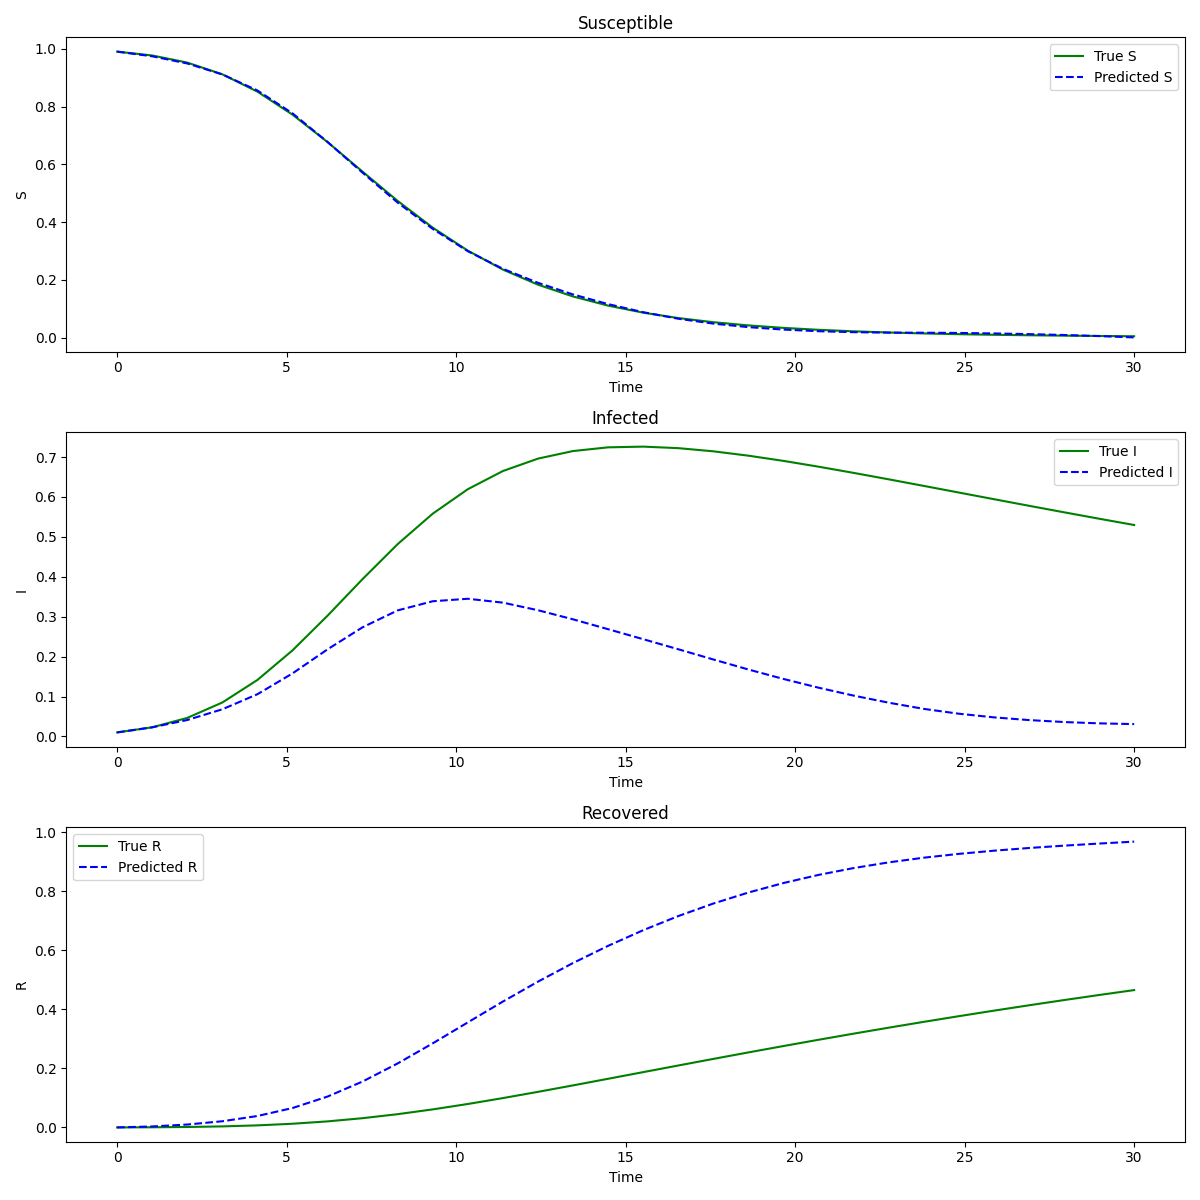 Susceptible
1.0
0.8
0.6
0.4
0.2
0.0
S
True S
Predicted S
0 5 10 15 20 25 30
Time
Infected
0.7
0.6
0.5
0.4
0.3
0.2
0.1
0.0
I
True I
Predicted I
0 5 10 15 20 25 30
Time
Recovered
1.0
0.8
0.6
0.4
0.2
0.0
R
True R
Predicted R
0 5 10 15 20 25 30
Time